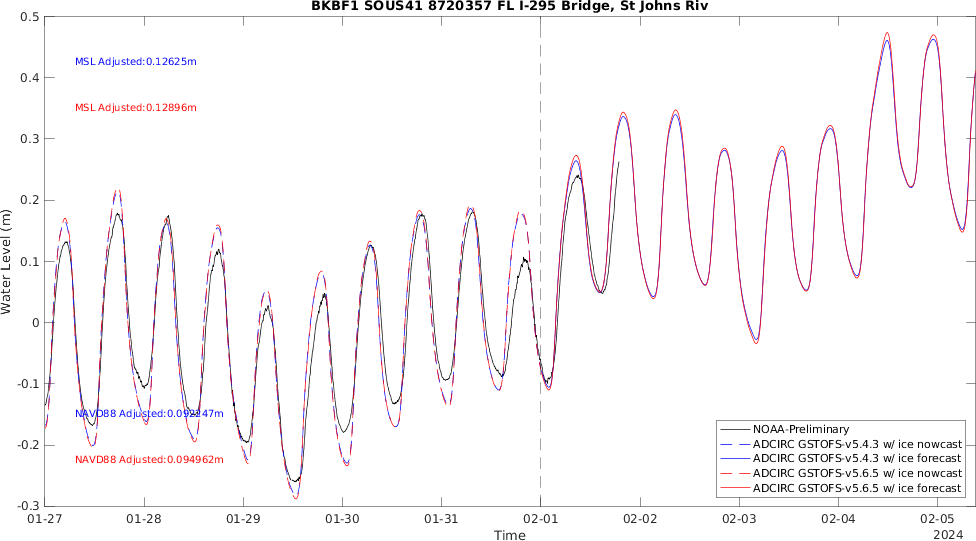 BKBF1 SOUS41 8720357 FL I-295 Bridge, St Johns Riv
0.5
0.4
0.3
0.2
0.1
0
-0.1
-0.2
-0.3
Water Level (m)
MSL Adjusted:0.12625m
MSL Adjusted:0.12896m
NAVD88 Adjusted:0.092247m
NAVD88 Adjusted:0.094962m
NOAA-Preliminary
ADCIRC GSTOFS-v5.4.3 w/ ice nowcast
ADCIRC GSTOFS-v5.4.3 w/ ice forecast
ADCIRC GSTOFS-v5.6.5 w/ ice nowcast
ADCIRC GSTOFS-v5.6.5 w/ ice forecast
01-27 01-28 01-29 01-30 01-31 02-01 02-02 02-03 02-04 02-05
Time
2024